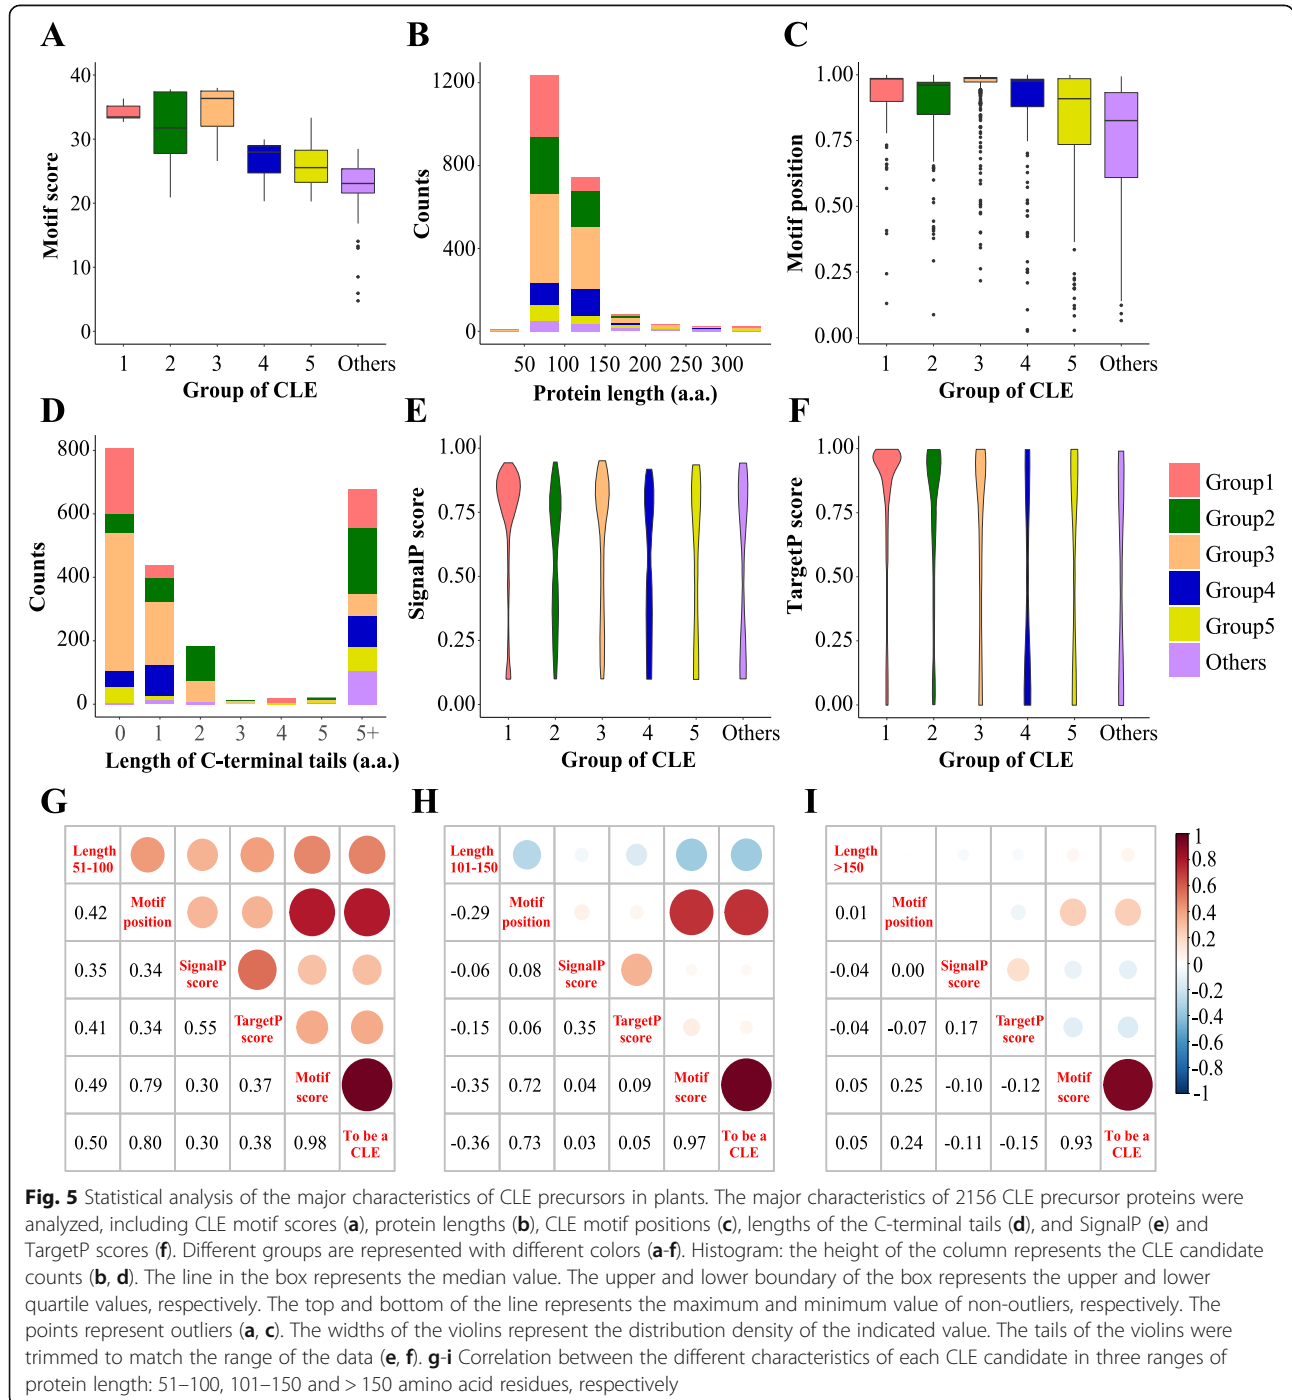 A
Motif score
40
30
20
10
0
1 2 3 4 5 Others
Group of CLE
B
Counts
1200
800
400
0
50 100 150 200 250 300
Protein length (a.a.)
C
Motif position
1.00
0.75
0.50
0.25
0.00
1 2 3 4 5 Others
Group of CLE
D
Counts
800
600
400
200
0
0 1 2 3 4 5 5+
Length of C-terminal tails (a.a.)
E
SignalP score
1.00
0.75
0.50
0.25
0.00
1 2 3 4 5 Others
Group of CLE
F
TargetP score
1.00
0.75
0.50
0.25
0.00
1 2 3 4 5 Others
Group of CLE
Group1
Group2
Group3
Group4
Group5
Others
G
Length
51-100
0.42 Motif
position
0.35 0.34 SignalP
score
0.41 0.34 0.55 TargetP
score
0.49 0.79 0.30 0.37 Motif
score
0.50 0.80 0.30 0.38 0.98 To be a
CLE
H
Length
101-150
-0.29 Motif
position
-0.06 0.08 SignalP
score
-0.15 0.06 0.35 TargetP
score
-0.35 0.72 0.04 0.09 Motif
score
-0.36 0.73 0.03 0.05 0.97 To be a
CLE
I
Length
>150
0.01 Motif
position
-0.04 0.00 SignalP
score
-0.04 -0.07 0.17 TargetP
score
0.05 0.25 -0.10 -0.12 Motif
score
0.05 0.24 -0.11 -0.15 0.93 To be a
CLE
1
0.8
0.6
0.4
0.2
0
-0.2
-0.4
-0.6
-0.8
-1
Fig. 5 Statistical analysis of the major characteristics of CLE precursors in plants. The major characteristics of 2156 CLE precursor proteins were
analyzed, including CLE motif scores (a), protein lengths (b), CLE motif positions (c), lengths of the C-terminal tails (d), and SignalP (e) and
TargetP scores (f). Different groups are represented with different colors (a-f). Histogram: the height of the column represents the CLE candidate
counts (b, d). The line in the box represents the median value. The upper and lower boundary of the box represents the upper and lower
quartile values, respectively. The top and bottom of the line represents the maximum and minimum value of non-outliers, respectively. The
points represent outliers (a, c). The widths of the violins represent the distribution density of the indicated value. The tails of the violins were
trimmed to match the range of the data (e, f). g-i Correlation between the different characteristics of each CLE candidate in three ranges of
protein length: 51–100, 101–150 and > 150 amino acid residues, respectively